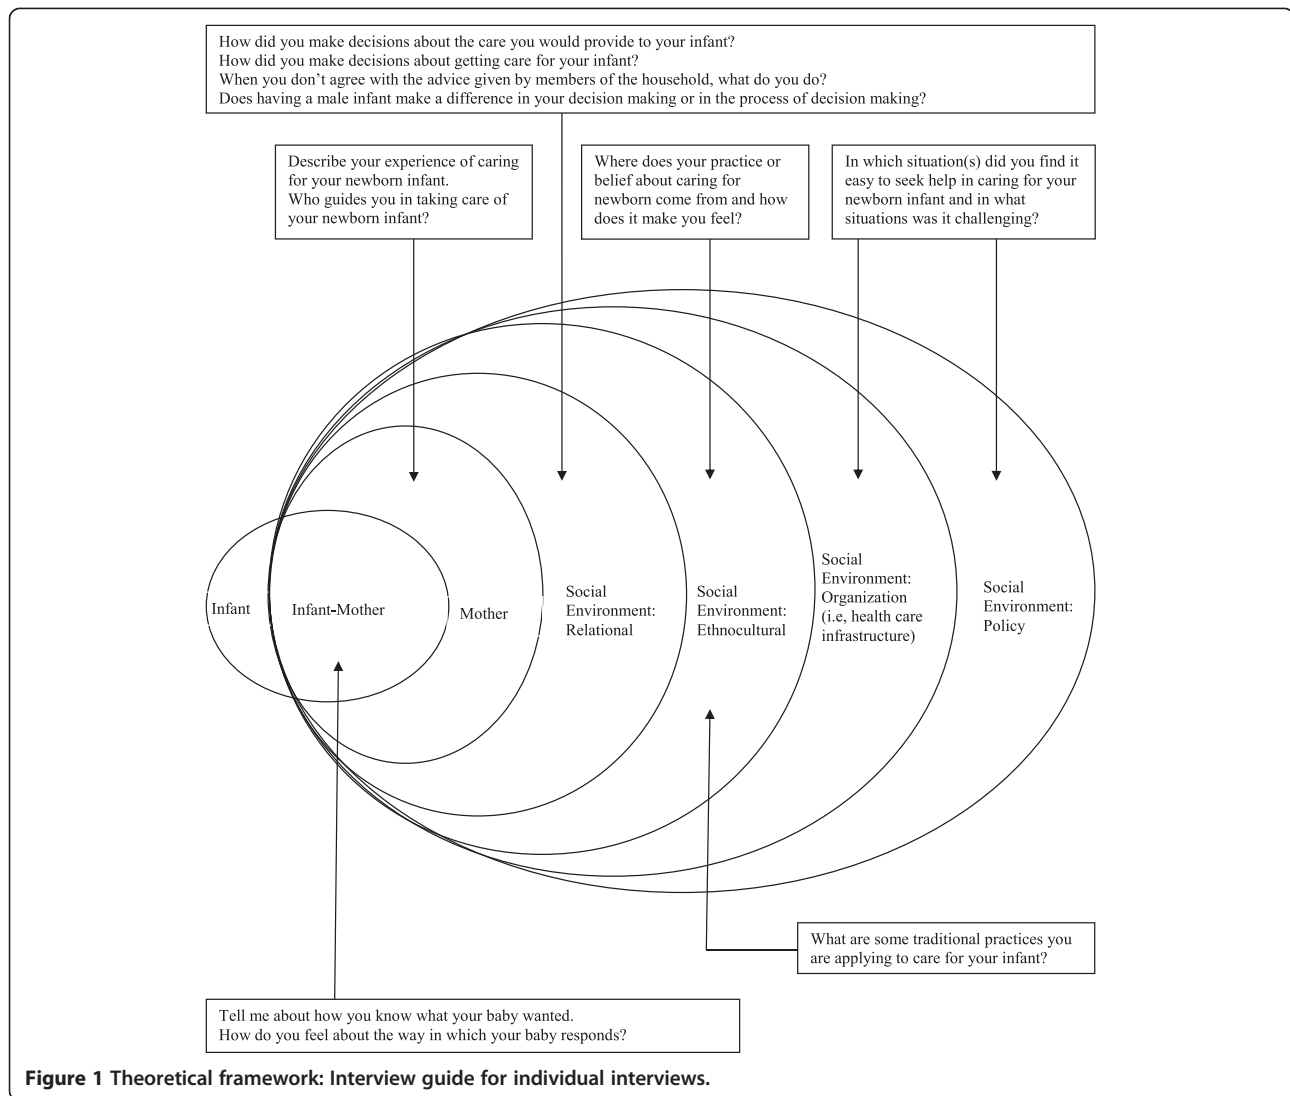 How did you make decisions about the care you would provide to your infant?
How did you make decisions about getting care for your infant?
When you don't agree with the advice given by members of the household, what do you do?
Does having a male infant make a difference in your decision making or in the process of decision making?
Describe your experience of caring
for your newborn infant.
Who guides you in taking care of
your newborn infant?
Where does your practice or
belief about caring for
newborn come from and how
does it make you feel?
In which situation(s) did you find it
easy to seek help in caring for your
newborn infant and in what
situations was it challenging?
Infant
Infant-Mother
Mother
Social
Environment:
Relational
Social
Environment:
Ethnocultural
Social
Environment:
Organization
(i.e, health care
infrastructure)
Social
Environment:
Policy
What are some traditional practices you
are applying to care for your infant?
Tell me about how you know what your baby wanted.
How do you feel about the way in which your baby responds?
Figure 1 Theoretical framework: Interview guide for individual interviews.